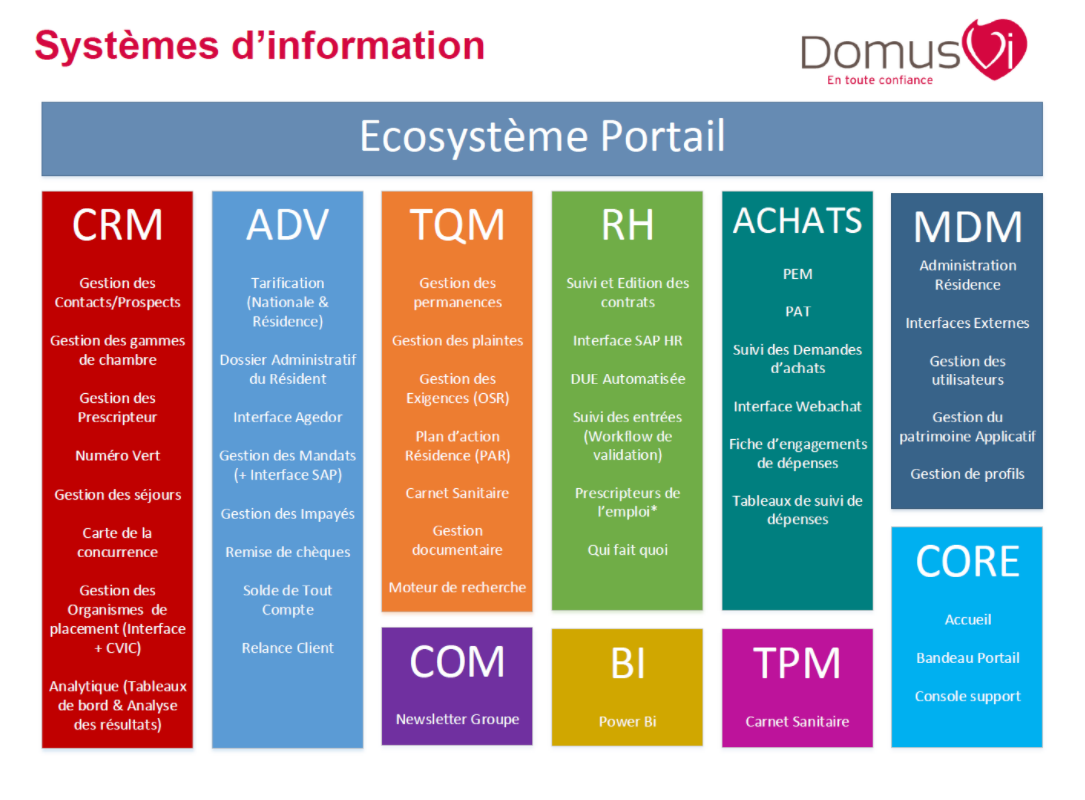 Systèmes d’information
Domus
Vi
En toute confiance
Ecosystème Portail
CRM
Gestion des
Contacts/Prospects
Gestion des gammes
de chambre
Gestion des
Prescripteur
Numéro Vert
Gestion des séjours
Carte de la
concurrence
Gestion des
Organismes de
placement (Interface
+ CVIC)
Analytique (Tableaux
de bord & Analyse
des résultats)
ADV
Tarification
(Nationale &
Résidence)
Dossier Administratif
du Résident
Interface Agedor
Gestion des Mandats
(+ Interface SAP)
Gestion des Impayés
Remise de chèques
Solde de Tout
Compte
Relance Client
TQM
Gestion des
permanences
Gestion des plaintes
Gestion des
Exigences (OSR)
Plan d’action
Résidence (PAR)
Carnet Sanitaire
Gestion
documentaire
Moteur de recherche
COM
Newsletter Groupe
RH
Suivi et Edition des
contrats
Interface SAP HR
DUE Automatisée
Suivi des entrées
(Workflow de
validation)
Prescripteurs de
l’emploi*
Qui fait quoi
BI
Power Bi
ACHATS
PEM
PAT
Suivi des Demandes
d’achats
Interface Webachat
Fiche d’engagements
de dépenses
Tableaux de suivi de
dépenses
TPM
Carnet Sanitaire
MDM
Administration
Résidence
Interfaces Externes
Gestion des
utilisateurs
Gestion du
patrimoine Applicatif
Gestion de profils
CORE
Accueil
Bandeau Portail
Console support